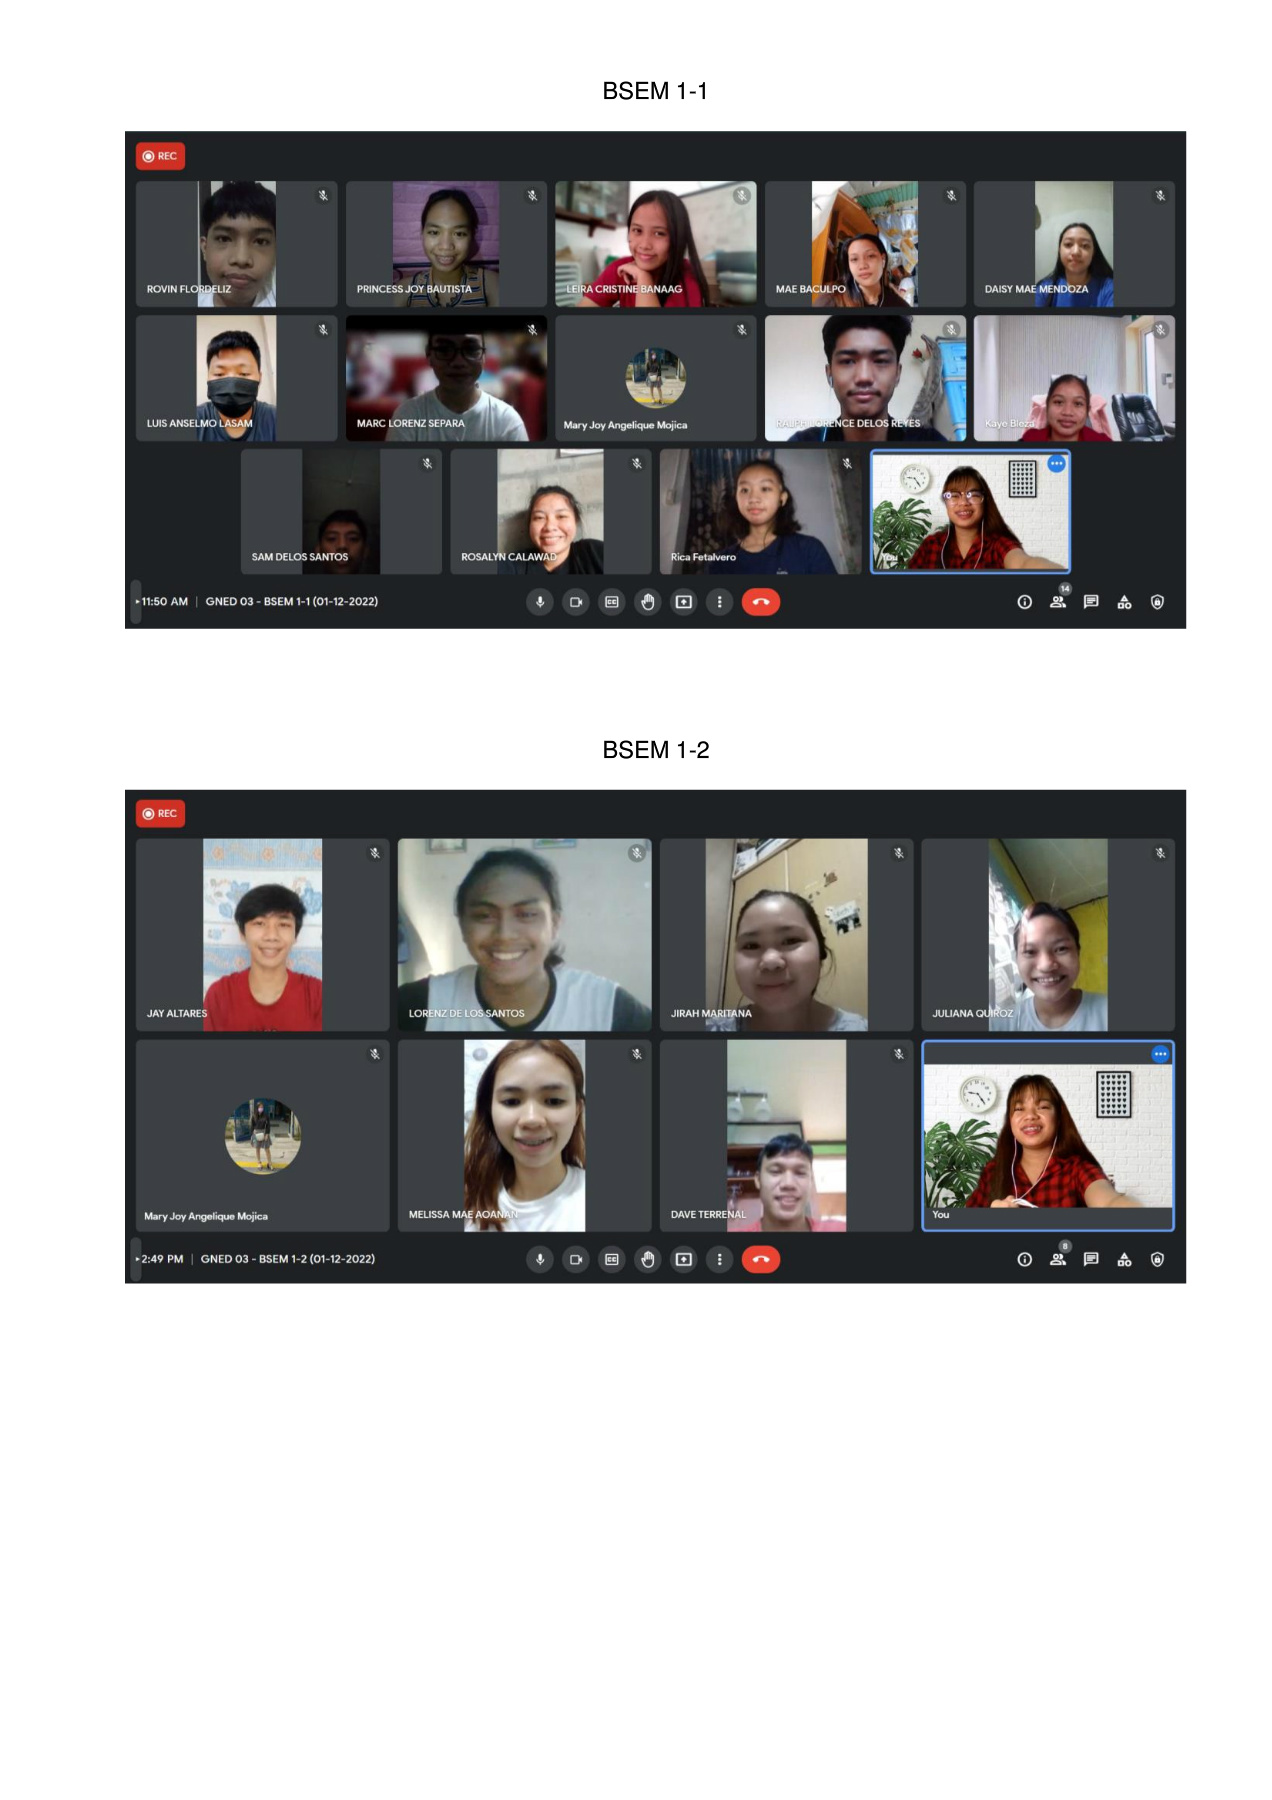 BSEM 1-1
REC
ROVIN FLORDELIZ
PRINCESS JOY BAUTISTA
LEIRA CRISTINE BANAAG
MAE BACULPO
DAISY MAE MENDOZA
LUIS ANSELMO LASAM
MARC LORENZ SEPARA
Mary Joy Angelique Mojica
RALPH LORENCE DELOS REYES
Kaye Bleza
SAM DELOS SANTOS
ROSALYN CALAWAD
Rica Fetalvero
You
11:50 AM | GNED 03 - BSEM 1-1 (01-12-2022)
14
BSEM 1-2
REC
JAY ALTARES
LORENZ DE LOS SANTOS
JIRAH MARITANA
JULIANA QUIROZ
Mary Joy Angelique Mojica
MELISSA MAE AOANAN
DAVE TERRENAL
You
2:49 PM | GNED 03 - BSEM 1-2 (01-12-2022)
8